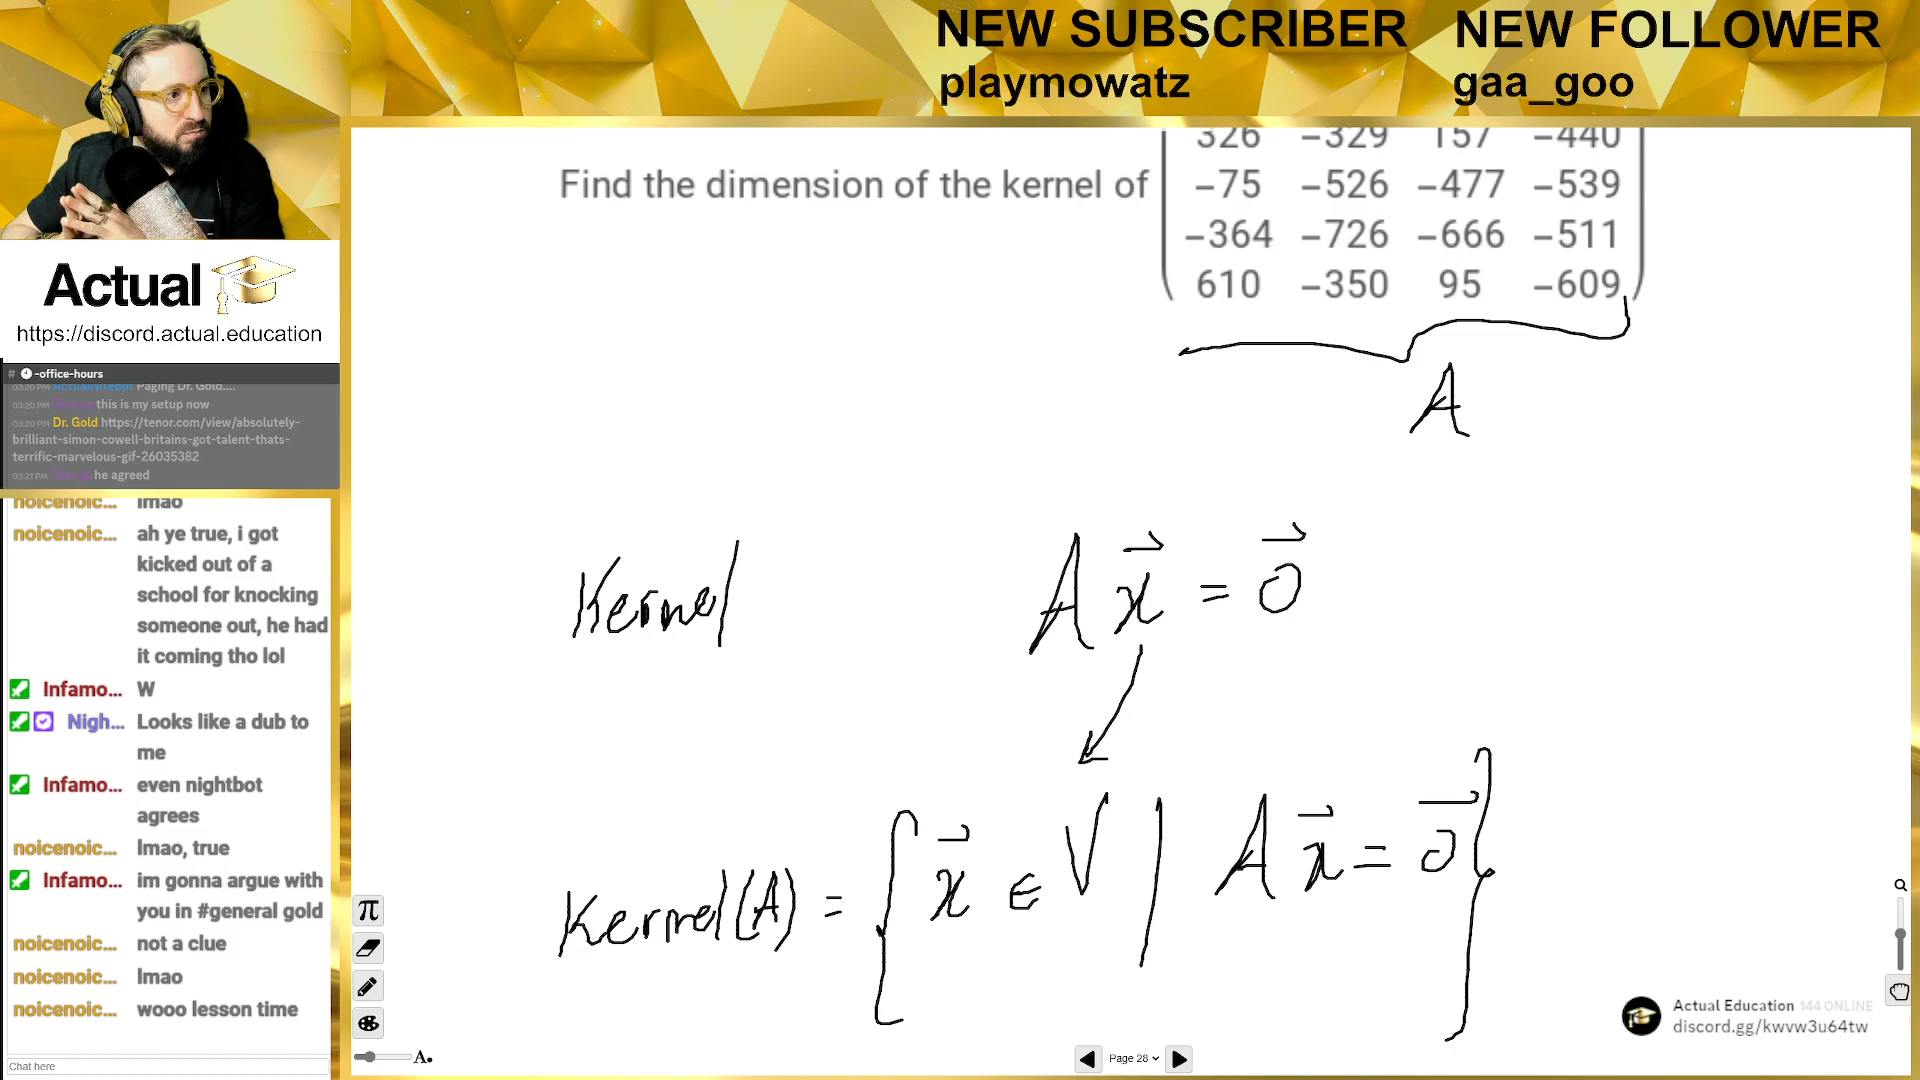 NEW SUBSCRIBER
playmowatz
NEW FOLLOWER
gaa_goo
Actual
https://discord.actual.education
# -office-hours
03:20 PM ActualNiteBot Paging Dr. Gold....
03:20 PM this is my setup now
03:20 PM Dr. Gold https://tenor.com/view/absolutely-
brilliant-simon-cowell-britains-got-talent-thats-
terrific-marvelous-gif-26035382
03:21 PM he agreed
noicenoic... lmao
noicenoic... ah ye true, i got
kicked out of a
school for knocking
someone out, he had
it coming tho lol
Infamo... W
Nigh... Looks like a dub to
me
Infamo... even nightbot
agrees
noicenoic... lmao, true
Infamo... im gonna argue with
you in #general gold
noicenoic... not a clue
noicenoic... lmao
noicenoic... wooo lesson time
Chat here
326 −329 157 −440
Find the dimension of the kernel of −75 −526 −477 −539
−364 −726 −666 −511
610 −350 95 −609
A
Kernel A x⃗ = 0⃗
Kernel(A) = { x⃗ ∈ V | A x⃗ = 0⃗ }
π
A.
Page 28
Actual Education 144 ONLINE
discord.gg/kwvw3u64tw